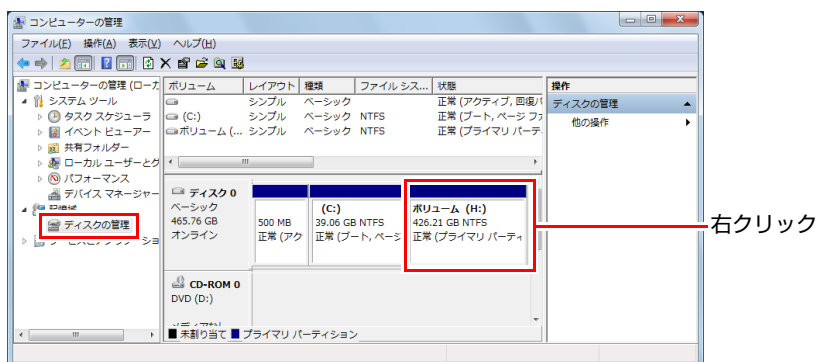 コンピューターの管理
ファイル(F) 操作(A) 表示(V) ヘルプ(H)
コンピューターの管理 (ローカ
システム ツール
タスク スケジューラ
イベント ビューアー
共有フォルダー
ローカル ユーザーとグ
パフォーマンス
デバイス マネージャー
記憶域
ディスクの管理
ボリューム レイアウト 種類 ファイル シス... 状態
シンプル ベーシック 正常 (アクティブ, 回復パ
(C:) シンプル ベーシック NTFS 正常 (ブート, ページ ファ
ボリューム (... シンプル ベーシック NTFS 正常 (プライマリ パーテ
ディスク 0
ベーシック
465.76 GB
オンライン
500 MB
正常 (アク
(C:)
39.06 GB NTFS
正常 (ブート, ページ
ボリューム (H:)
426.21 GB NTFS
正常 (プライマリ パーティ
CD-ROM 0
DVD (D:)
未割り当て プライマリ パーティション
操作
ディスクの管理
他の操作
右クリック